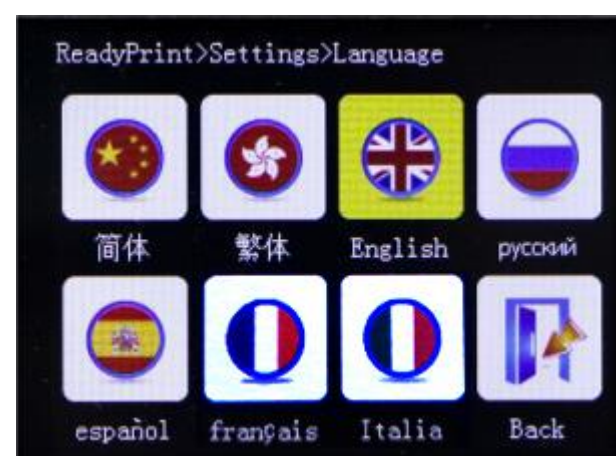 ReadyPrint>Settings>Language
简体 繁体 English русский
español français Italia Back